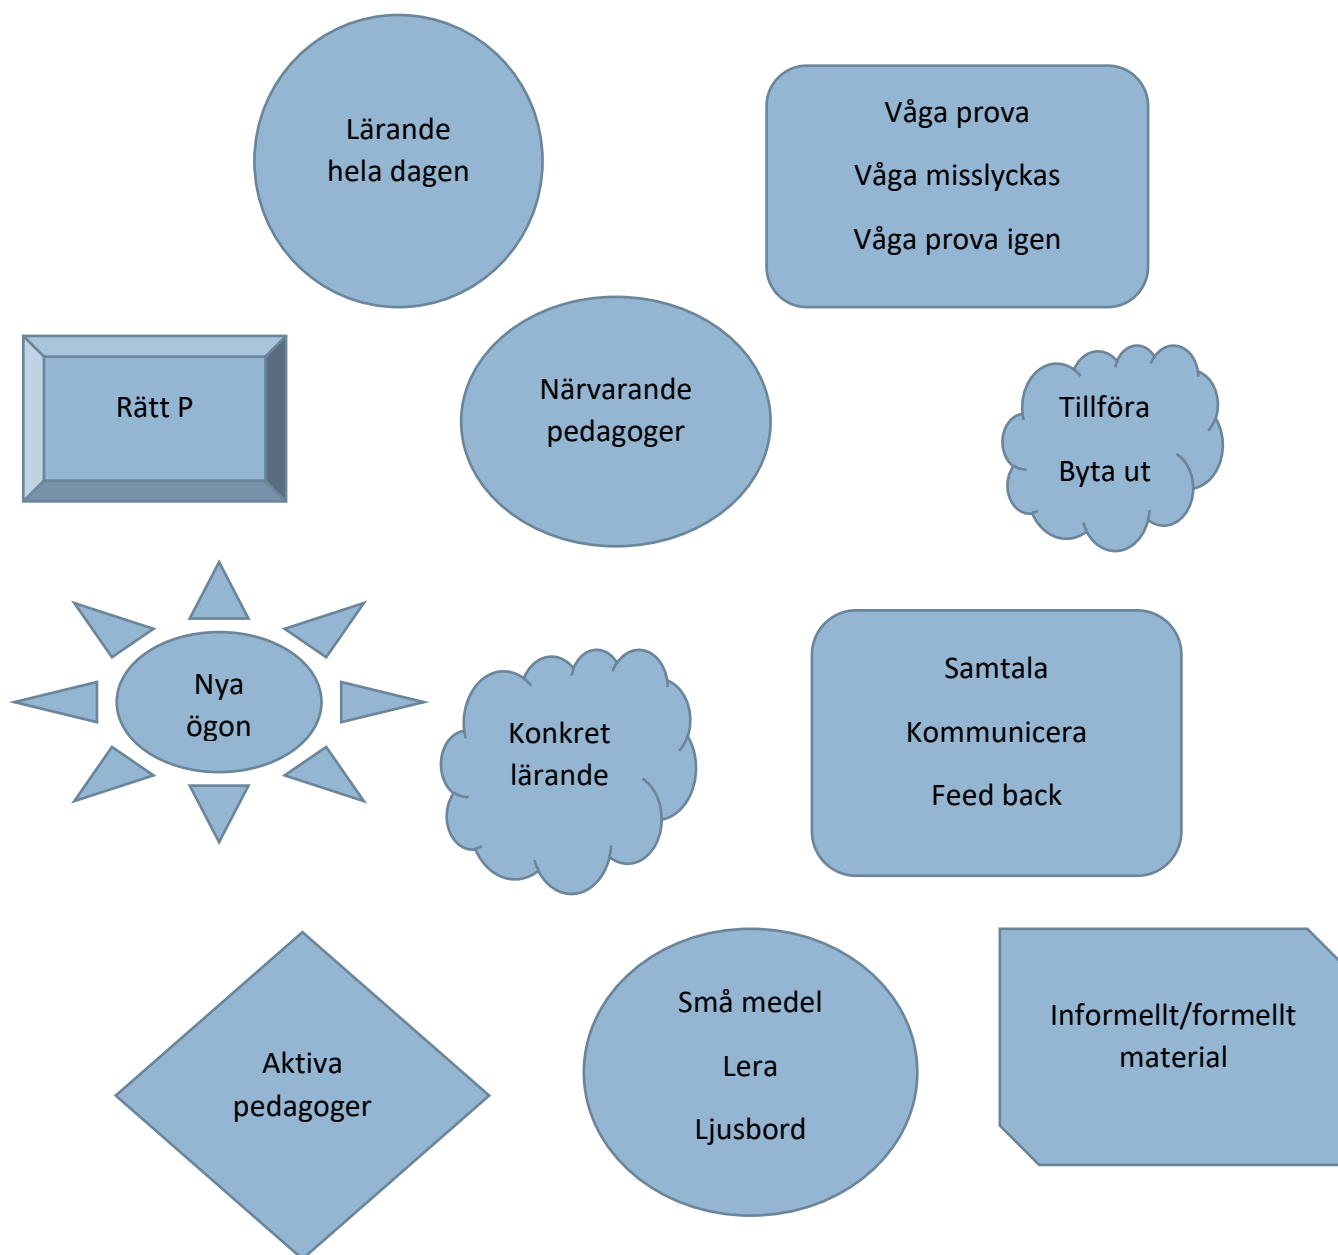 Lärande
hela dagen
Våga prova
Våga misslyckas
Våga prova igen
Rätt P
Närvarande
pedagoger
Tillföra
Byta ut
Nya
ögon
Konkret
lärande
Samtala
Kommunicera
Feed back
Aktiva
pedagoger
Små medel
Lera
Ljusbord
Informellt/formellt
material